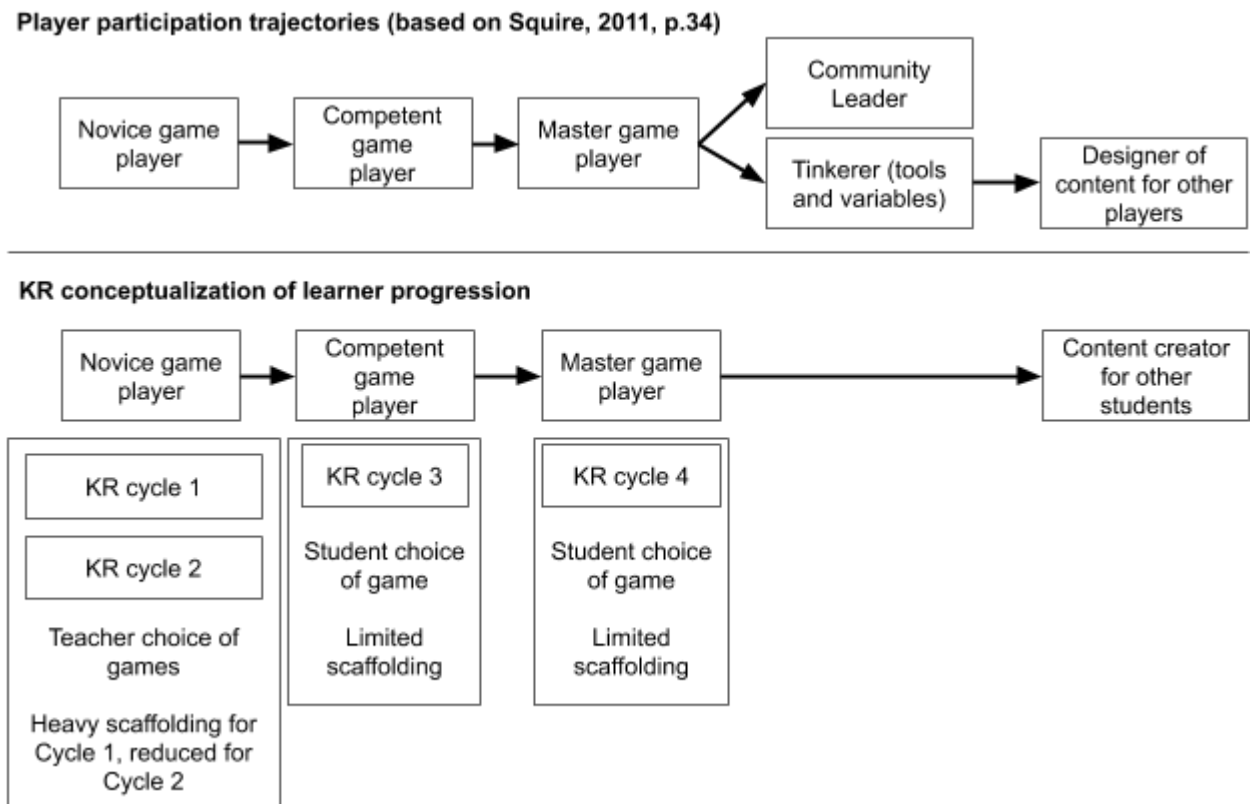 Player participation trajectories (based on Squire, 2011, p.34)
Novice game
player
Competent
game
player
Master game
player
Community
Leader
Tinkerer (tools
and variables)
Designer of
content for other
players
KR conceptualization of learner progression
Novice game
player
Competent
game
player
Master game
player
Content creator
for other
students
KR cycle 1
KR cycle 2
Teacher choice of
games
Heavy scaffolding for
Cycle 1, reduced for
Cycle 2
KR cycle 3
Student choice
of game
Limited
scaffolding
KR cycle 4
Student choice
of game
Limited
scaffolding